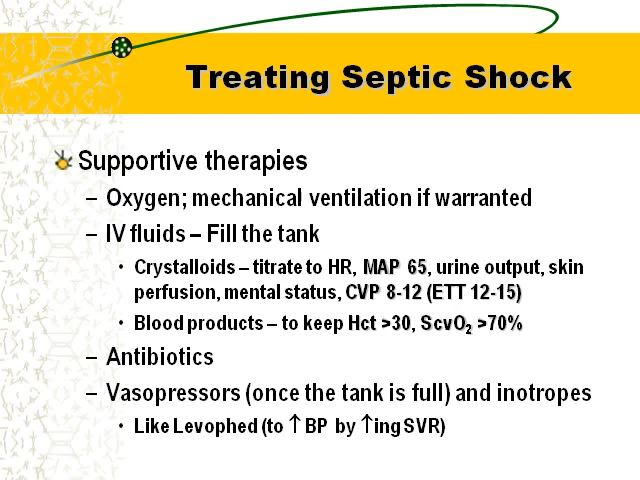 Treating Septic Shock
Supportive therapies
– Oxygen; mechanical ventilation if warranted
– IV fluids – Fill the tank
• Crystalloids – titrate to HR, MAP 65, urine output, skin
perfusion, mental status, CVP 8-12 (ETT 12-15)
• Blood products – to keep Hct >30, ScvO₂ >70%
– Antibiotics
– Vasopressors (once the tank is full) and inotropes
• Like Levophed (to ↑ BP by ↑ing SVR)